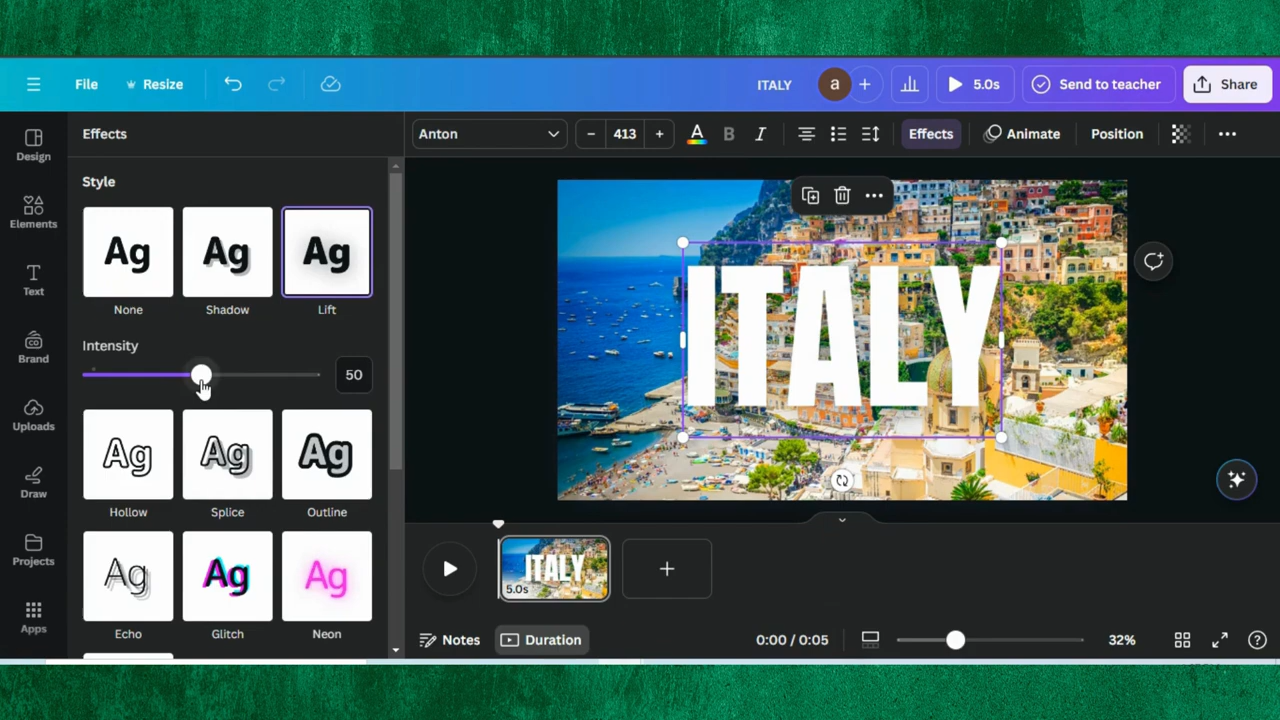 File
Resize
ITALY
a
5.0s
Send to teacher
Share
Design
Elements
Text
Brand
Uploads
Draw
Projects
Apps
Effects
Style
Ag
Ag
Ag
None
Shadow
Lift
Intensity
50
Ag
Ag
Ag
Hollow
Splice
Outline
Ag
Ag
Ag
Echo
Glitch
Neon
Anton
413
A
B
I
Effects
Animate
Position
ITALY
ITALY
5.0s
Notes
Duration
0:00 / 0:05
32%